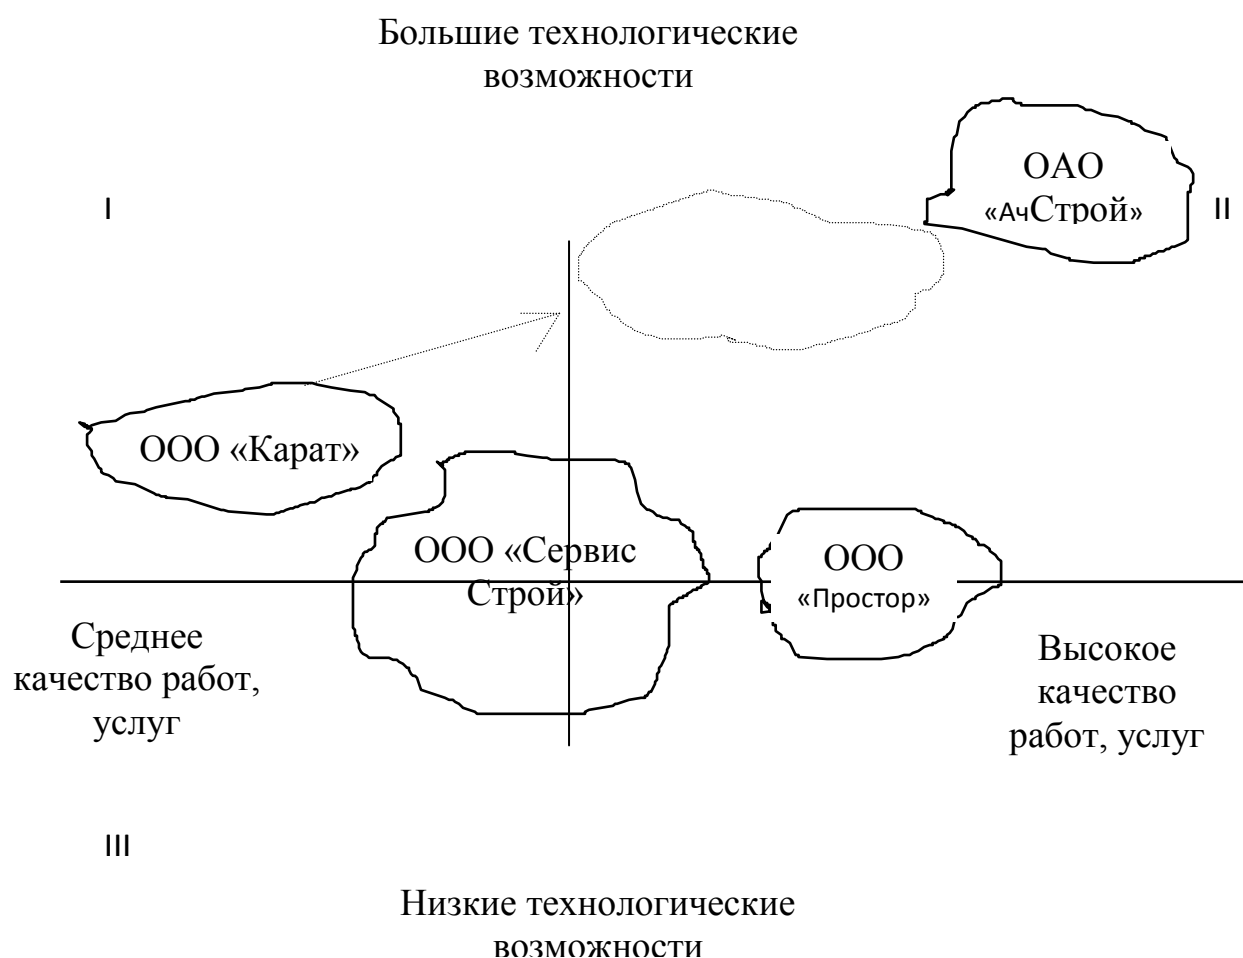 Большие технологические
возможности
ОАО
«АчСтрой»
I
II
ООО «Карат»
ООО «Сервис
Строй»
ООО
«Простор»
Среднее
качество работ,
услуг
Высокое
качество
работ, услуг
III
Низкие технологические
возможности